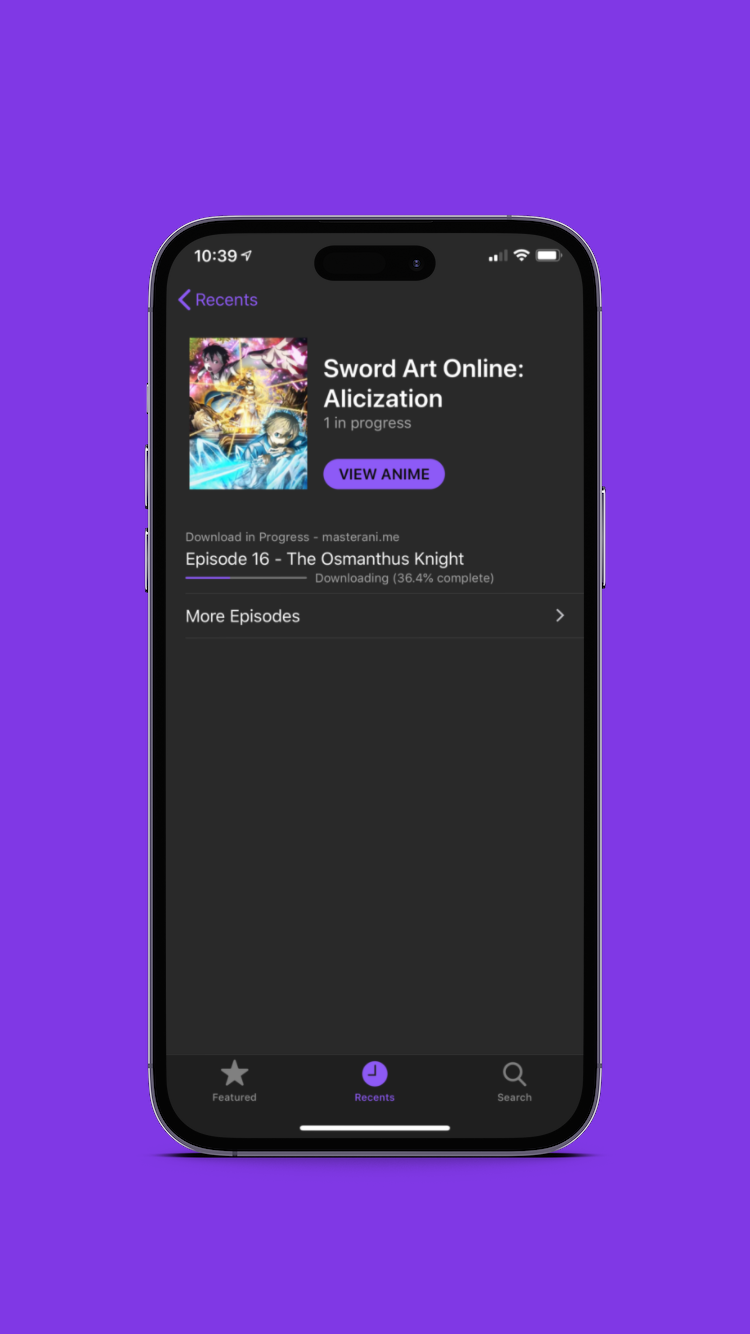 10:39
Recents
Sword Art Online:
Alicization
1 in progress
VIEW ANIME
Download in Progress - masterani.me
Episode 16 - The Osmanthus Knight
Downloading (36.4% complete)
More Episodes
Featured
Recents
Search